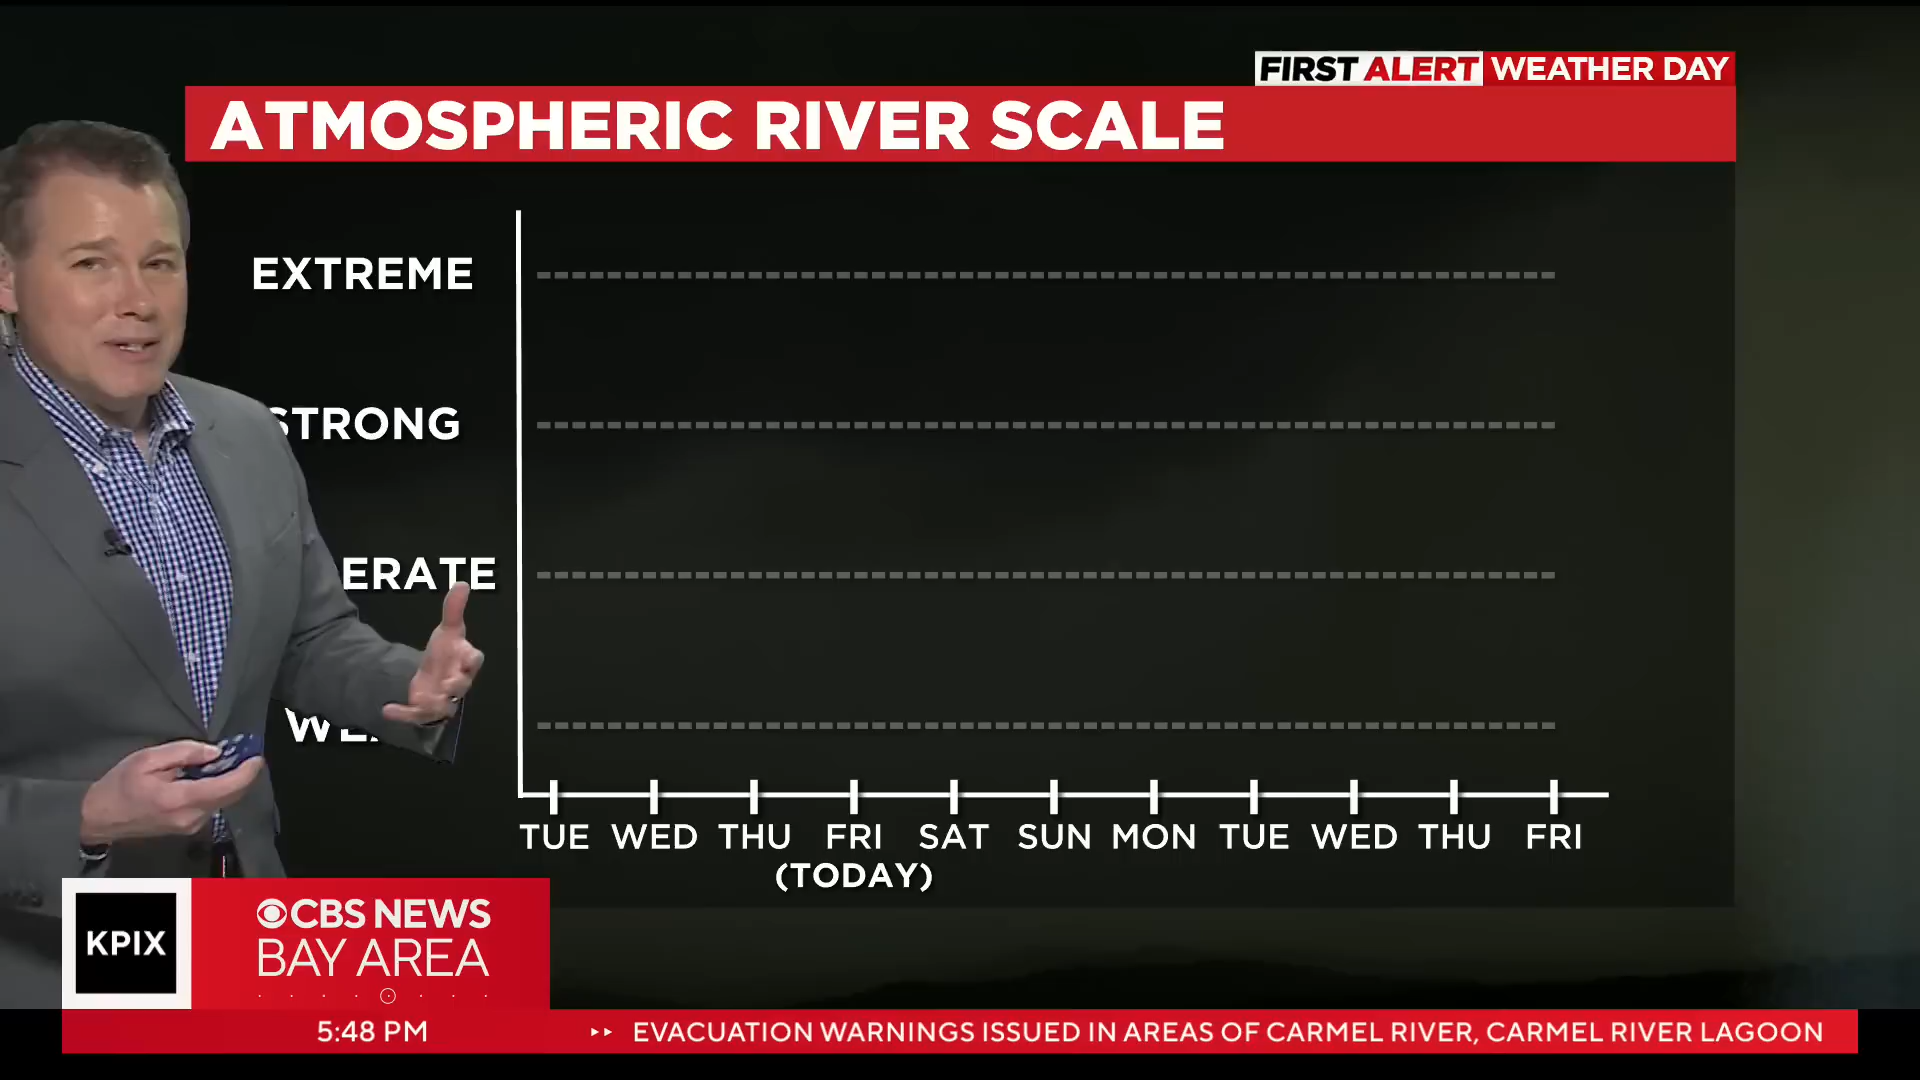 FIRST ALERT WEATHER DAY
ATMOSPHERIC RIVER SCALE
EXTREME
STRONG
ERATE
TUE WED THU FRI SAT SUN MON TUE WED THU FRI
(TODAY)
KPIX
CBS NEWS
BAY AREA
5:48 PM
EVACUATION WARNINGS ISSUED IN AREAS OF CARMEL RIVER, CARMEL RIVER LAGOON